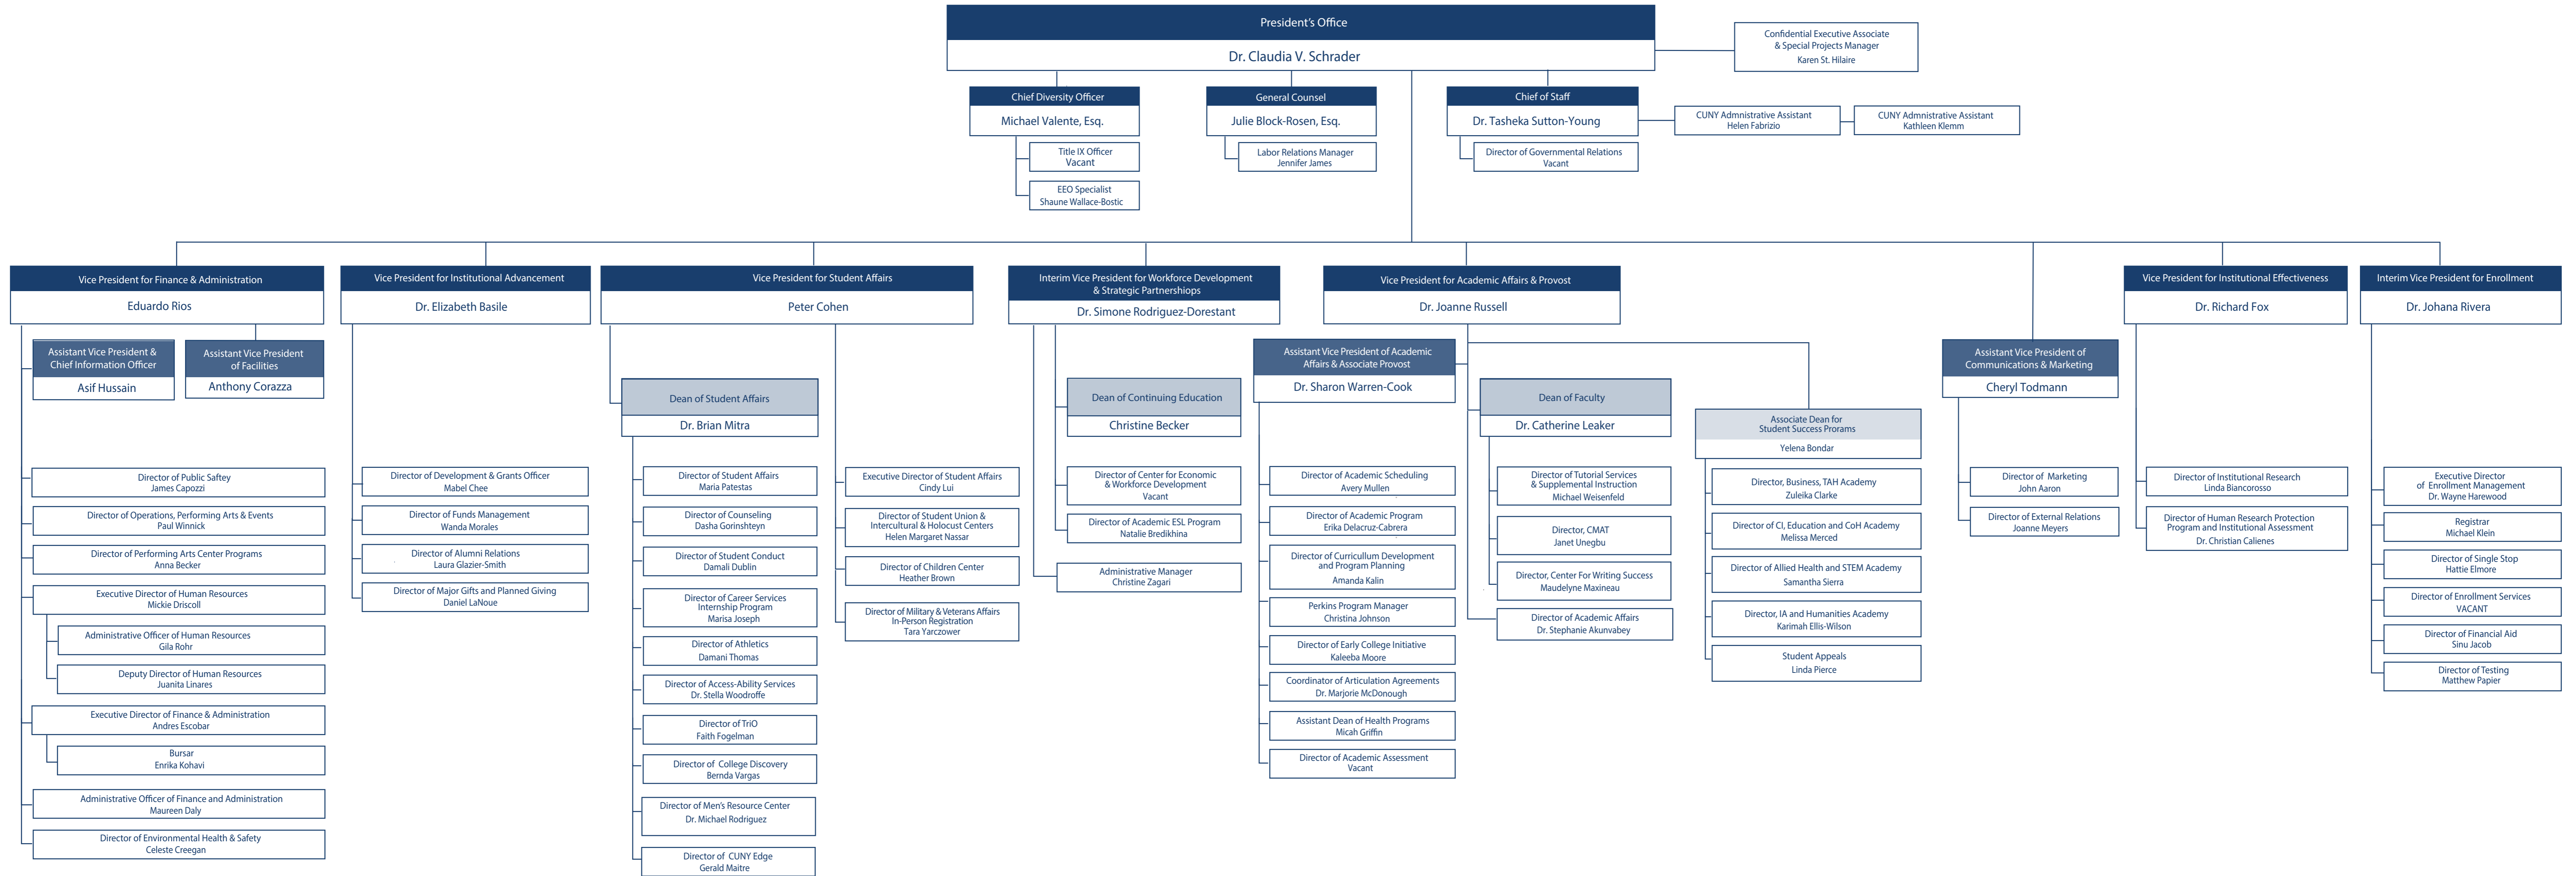 President's Office
Dr. Claudia V. Schrader
Confidential Executive Associate
& Special Projects Manager
Karen St. Hilaire
Chief Diversity Officer
Michael Valente, Esq.
Title IX Officer
Vacant
EEO Specialist
Shaune Wallace-Bostic
General Counsel
Julie Block-Rosen, Esq.
Labor Relations Manager
Jennifer James
Chief of Staff
Dr. Tasheka Sutton-Young
CUNY Admnistrative Assistant
Helen Fabrizio
CUNY Admnistrative Assistant
Kathleen Klemm
Director of Governmental Relations
Vacant
Vice President for Finance & Administration
Eduardo Rios
Assistant Vice President &
Chief Information Officer
Asif Hussain
Assistant Vice President
of Facilities
Anthony Corazza
Director of Public Saftey
James Capozzi
Director of Operations, Performing Arts & Events
Paul Winnick
Director of Performing Arts Center Programs
Anna Becker
Executive Director of Human Resources
Mickie Driscoll
Administrative Officer of Human Resources
Gila Rohr
Deputy Director of Human Resources
Juanita Linares
Executive Director of Finance & Administration
Andres Escobar
Bursar
Enrika Kohavi
Administrative Officer of Finance and Administration
Maureen Daly
Director of Environmental Health & Safety
Celeste Creegan
Vice President for Institutional Advancement
Dr. Elizabeth Basile
Director of Development & Grants Officer
Mabel Chee
Director of Funds Management
Wanda Morales
Director of Alumni Relations
Laura Glazier-Smith
Director of Major Gifts and Planned Giving
Daniel LaNoue
Vice President for Student Affairs
Peter Cohen
Dean of Student Affairs
Dr. Brian Mitra
Director of Student Affairs
Maria Patestas
Director of Counseling
Dasha Gorinshteyn
Director of Student Conduct
Damali Dublin
Director of Career Services
Internship Program
Marisa Joseph
Director of Athletics
Damani Thomas
Director of Access-Ability Services
Dr. Stella Woodroffe
Director of TriO
Faith Fogelman
Director of College Discovery
Bernda Vargas
Director of Men's Resource Center
Dr. Michael Rodriguez
Director of CUNY Edge
Gerald Maitre
Executive Director of Student Affairs
Cindy Lui
Director of Student Union &
Intercultural & Holocust Centers
Helen Margaret Nassar
Director of Children Center
Heather Brown
Director of Military & Veterans Affairs
In-Person Registration
Tara Yarczower
Interim Vice President for Workforce Development
& Strategic Partnershiops
Dr. Simone Rodriguez-Dorestant
Dean of Continuing Education
Christine Becker
Director of Center for Economic
& Workforce Development
Vacant
Director of Academic ESL Program
Natalie Bredikhina
Administrative Manager
Christine Zagari
Vice President for Academic Affairs & Provost
Dr. Joanne Russell
Assistant Vice President of Academic
Affairs & Associate Provost
Dr. Sharon Warren-Cook
Director of Academic Scheduling
Avery Mullen
Director of Academic Program
Erika Delacruz-Cabrera
Director of Curricullum Development
and Program Planning
Amanda Kalin
Perkins Program Manager
Christina Johnson
Director of Early College Initiative
Kaleeba Moore
Coordinator of Articulation Agreements
Dr. Marjorie McDonough
Assistant Dean of Health Programs
Micah Griffin
Director of Academic Assessment
Vacant
Dean of Faculty
Dr. Catherine Leaker
Director of Tutorial Services
& Supplemental Instruction
Michael Weisenfeld
Director, CMAT
Janet Unegbu
Director, Center For Writing Success
Maudelyne Maxineau
Director of Academic Affairs
Dr. Stephanie Akunvabey
Associate Dean for
Student Success Prorams
Yelena Bondar
Director, Business, TAH Academy
Zuleika Clarke
Director of CI, Education and CoH Academy
Melissa Merced
Director of Allied Health and STEM Academy
Samantha Sierra
Director, IA and Humanities Academy
Karimah Ellis-Wilson
Student Appeals
Linda Pierce
Assistant Vice President of
Communications & Marketing
Cheryl Todmann
Director of Marketing
John Aaron
Director of External Relations
Joanne Meyers
Vice President for Institutional Effectiveness
Dr. Richard Fox
Director of Institutional Research
Linda Biancorosso
Director of Human Research Protection
Program and Institutional Assessment
Dr. Christian Calienes
Interim Vice President for Enrollment
Dr. Johana Rivera
Executive Director
of Enrollment Management
Dr. Wayne Harewood
Registrar
Michael Klein
Director of Single Stop
Hattie Elmore
Director of Enrollment Services
VACANT
Director of Financial Aid
Sinu Jacob
Director of Testing
Matthew Papier